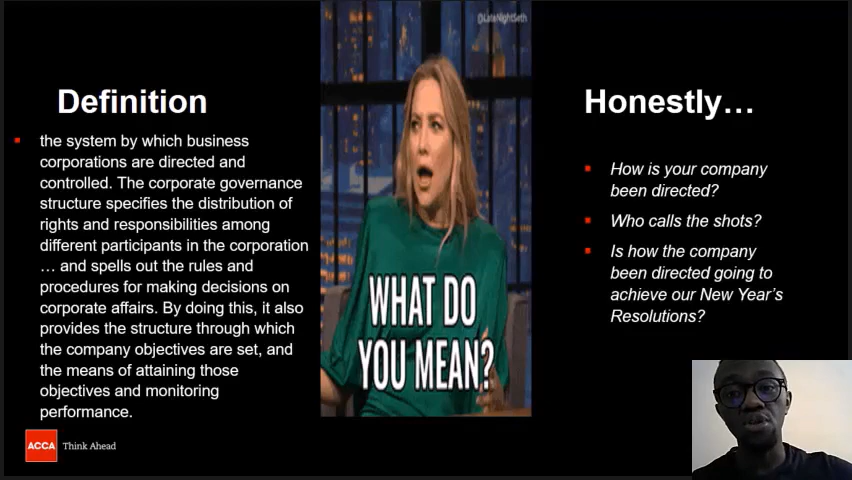 @LateNightSeth
Definition
the system by which business
corporations are directed and
controlled. The corporate governance
structure specifies the distribution of
rights and responsibilities among
different participants in the corporation
… and spells out the rules and
procedures for making decisions on
corporate affairs. By doing this, it also
provides the structure through which
the company objectives are set, and
the means of attaining those
objectives and monitoring
performance.
WHAT DO
YOU MEAN?
Honestly…
How is your company
been directed?
Who calls the shots?
Is how the company
been directed going to
achieve our New Year's
Resolutions?
ACCA
Think Ahead